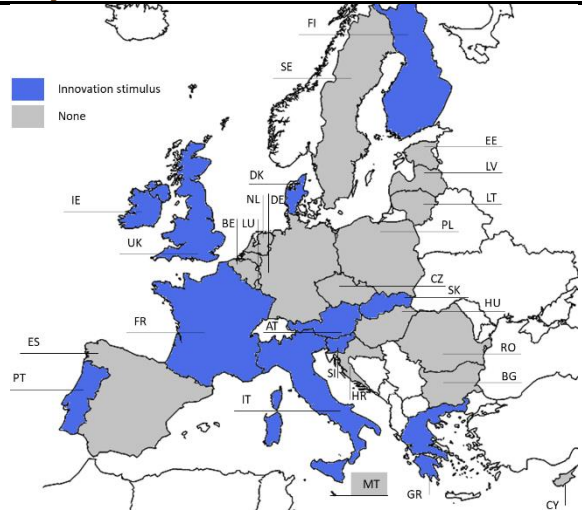 FI
SE
Innovation stimulus
None
EE
LV
DK
NL
DE
LT
IE
BE
LU
PL
UK
CZ
SK
HU
FR
AT
ES
RO
PT
SI
BG
HR
IT
MT
GR
CY